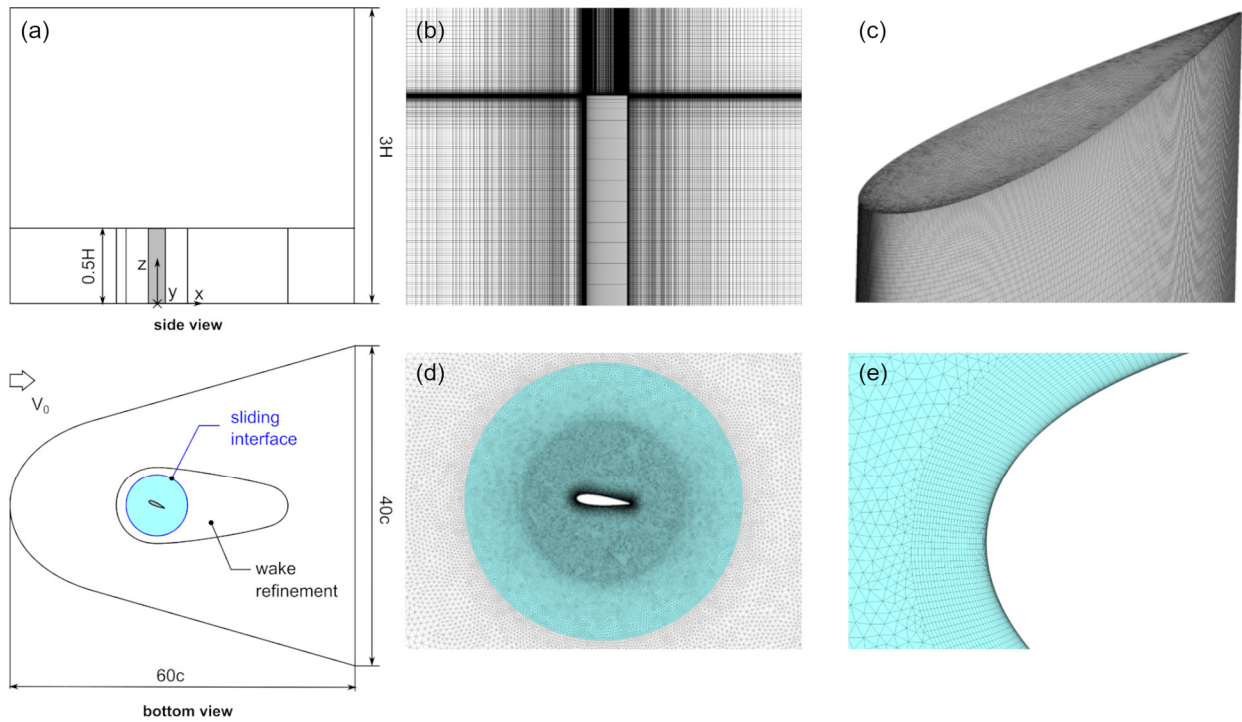 (a)
3H
0.5H
z
y
x
side view
(b)
(c)
V₀
sliding
interface
wake
refinement
40c
60c
bottom view
(d)
(e)